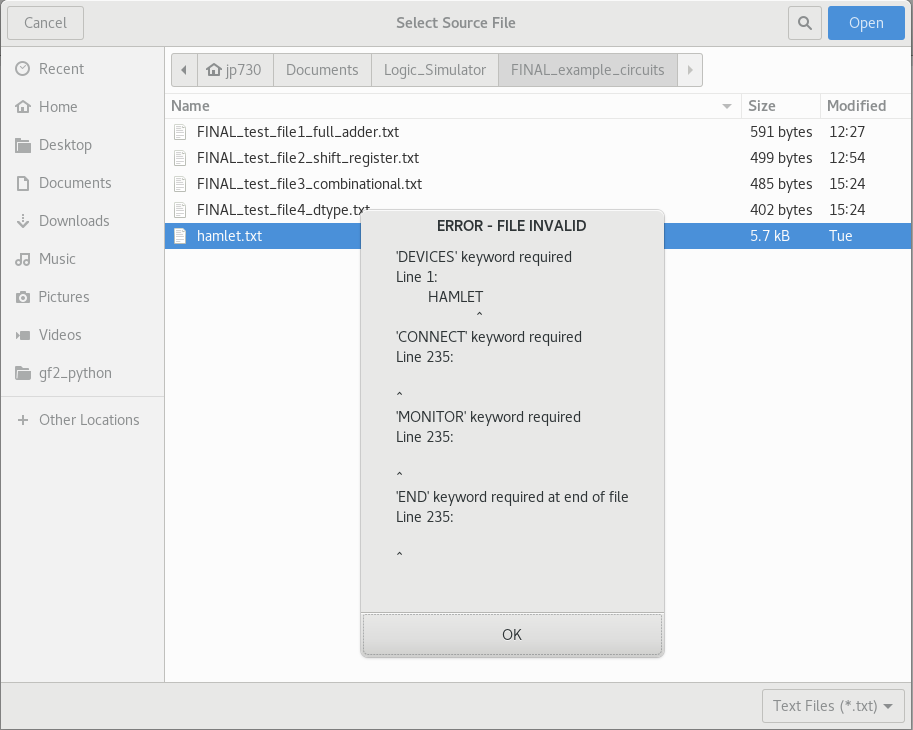 Cancel
Select Source File
Open
Recent
Home
Desktop
Documents
Downloads
Music
Pictures
Videos
gf2_python
Other Locations
jp730 Documents Logic_Simulator FINAL_example_circuits
Name Size Modified
FINAL_test_file1_full_adder.txt 591 bytes 12:27
FINAL_test_file2_shift_register.txt 499 bytes 12:54
FINAL_test_file3_combinational.txt 485 bytes 15:24
FINAL_test_file4_dtype.txt 402 bytes 15:24
hamlet.txt 5.7 kB Tue
ERROR - FILE INVALID
'DEVICES' keyword required
Line 1:
HAMLET
^
'CONNECT' keyword required
Line 235:
^
'MONITOR' keyword required
Line 235:
^
'END' keyword required at end of file
Line 235:
^
OK
Text Files (*.txt)